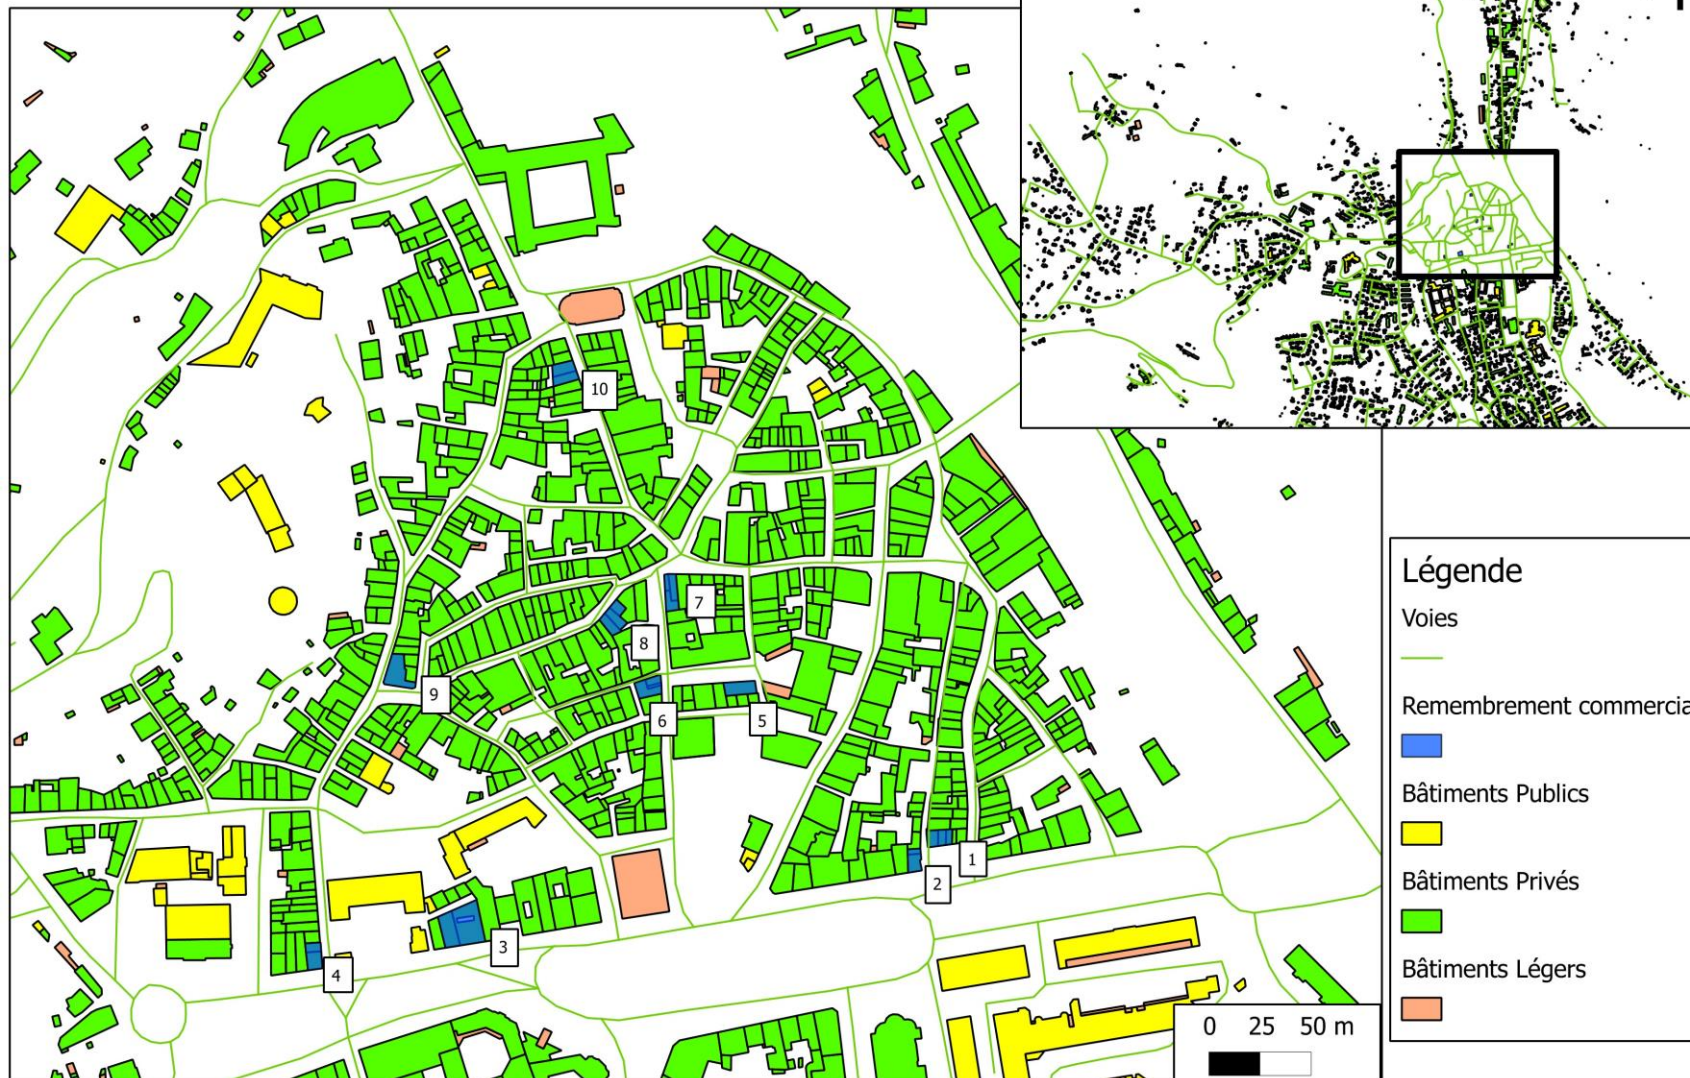 10
7
8
9
6
5
1
2
3
4
Légende
Voies
Remembrement commercia
Bâtiments Publics
Bâtiments Privés
Bâtiments Légers
0 25 50 m